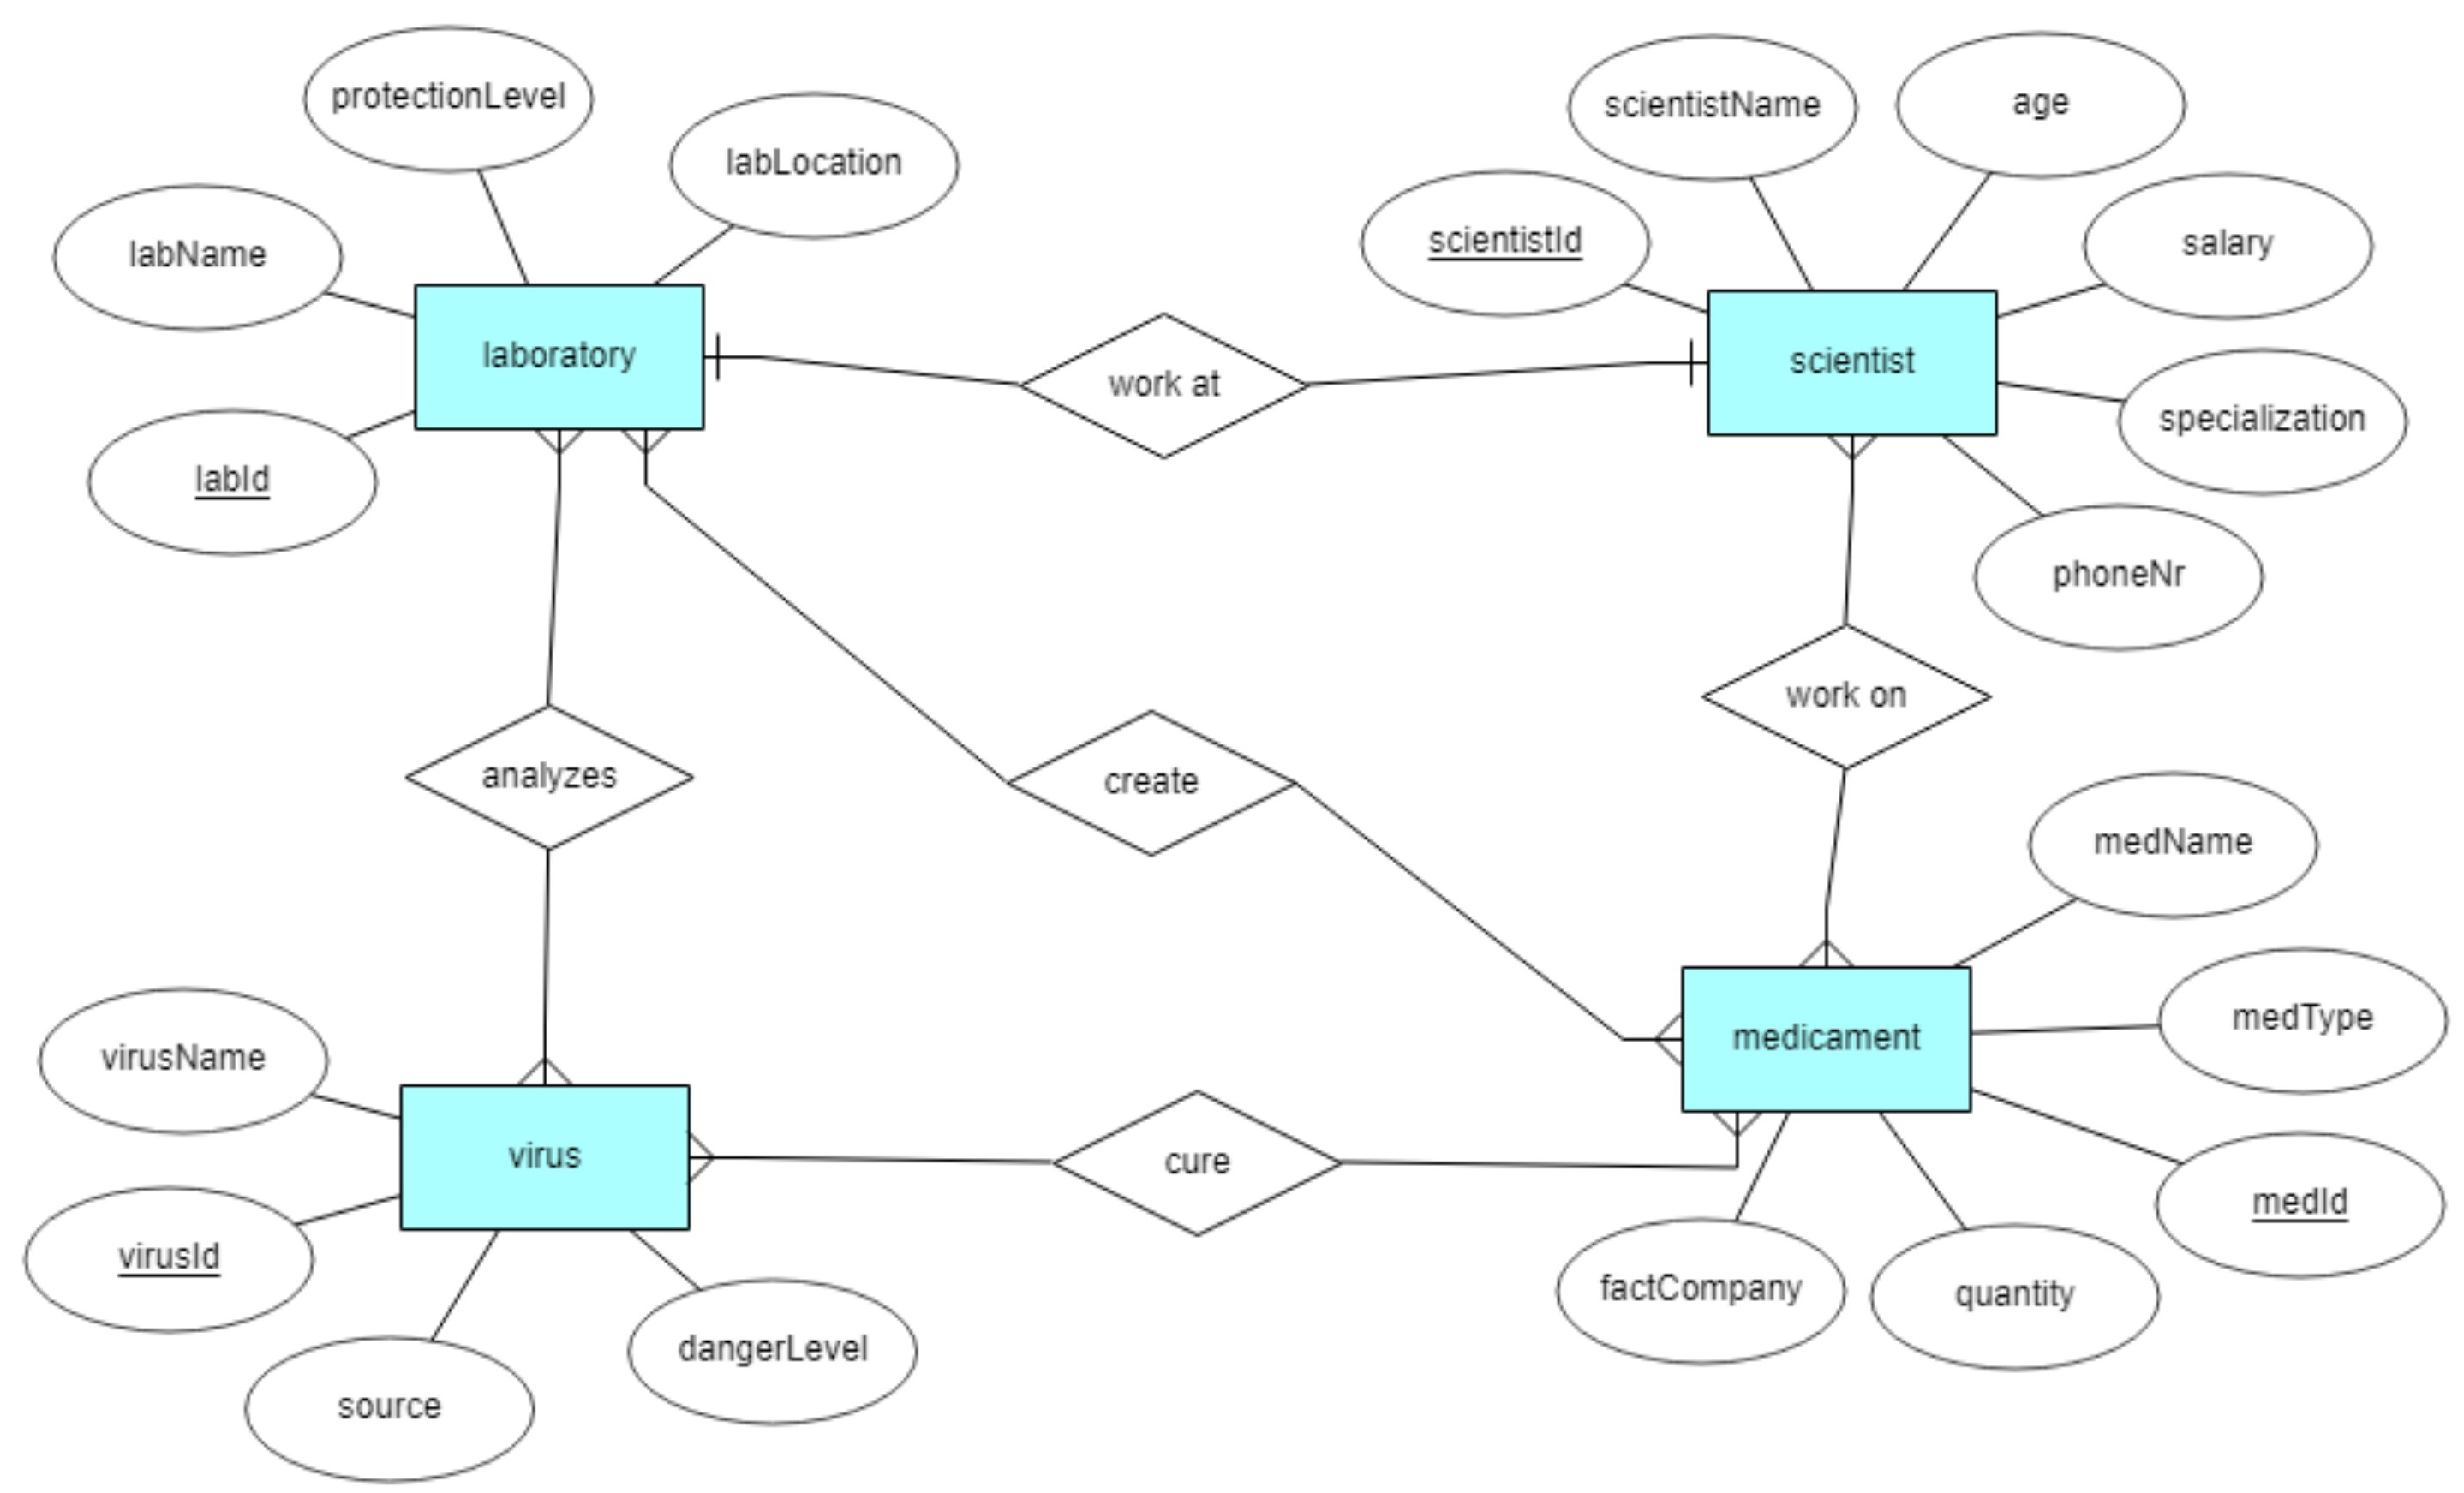 protectionLevel
labLocation
labName
laboratory
labId
work at
scientistName
age
scientistId
salary
scientist
specialization
phoneNr
work on
analyzes
create
medName
medType
medicament
medId
factCompany
quantity
cure
virusName
virus
virusId
source
dangerLevel